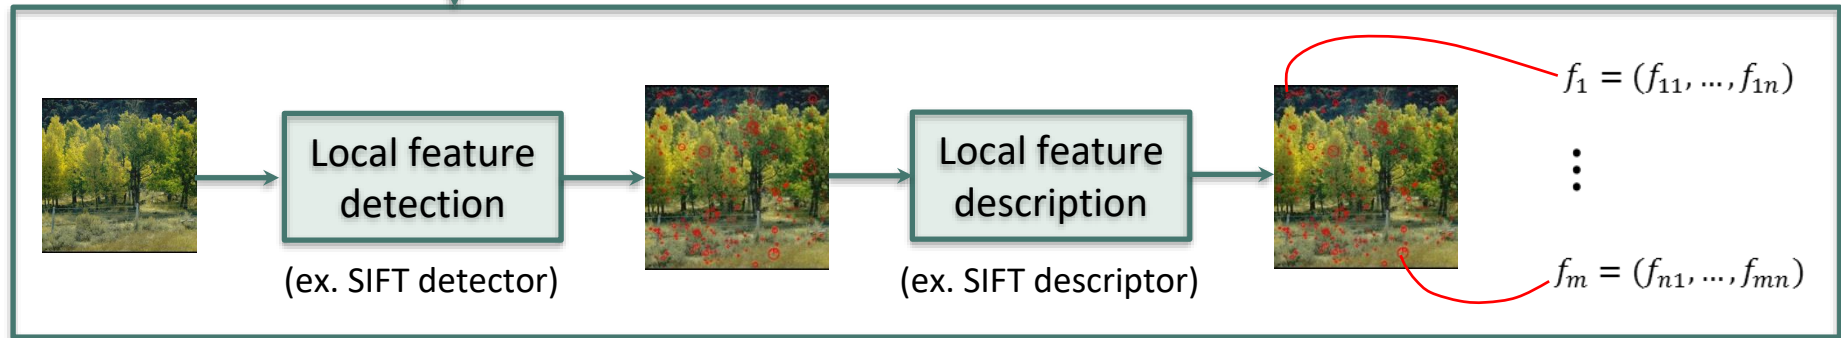 Local feature
detection
(ex. SIFT detector)
Local feature
description
(ex. SIFT descriptor)
f₁ = (f₁₁, ..., f₁ₙ)
⋮
fₘ = (fₙ₁, ..., fₘₙ)